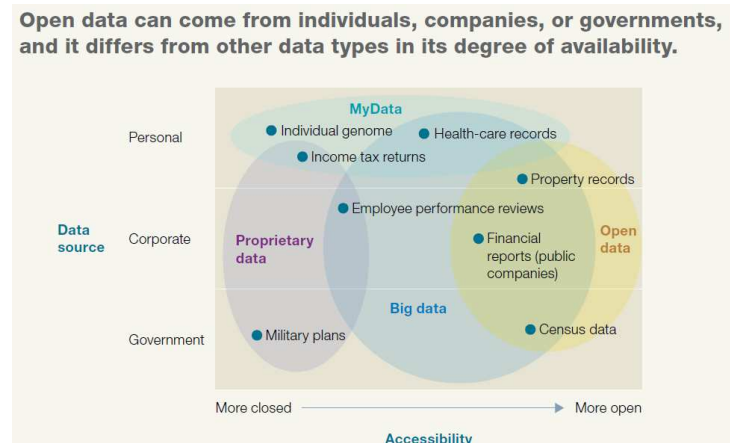 Open data can come from individuals, companies, or governments,
and it differs from other data types in its degree of availability.
MyData
Personal
Individual genome
Health-care records
Income tax returns
Property records
Employee performance reviews
Data
source
Corporate
Proprietary
data
Financial
reports (public
companies)
Open
data
Big data
Government
Military plans
Census data
More closed
More open
Accessibility